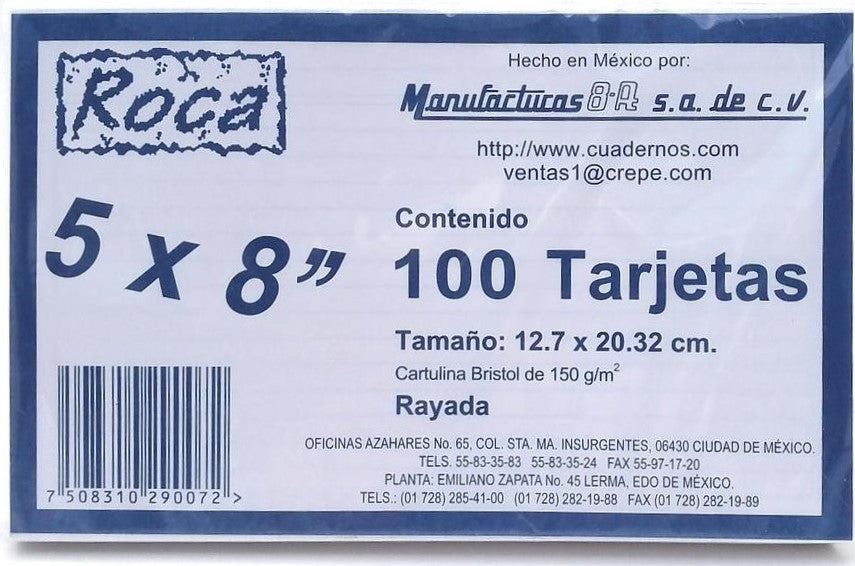 Roca
Hecho en México por:
Manufacturas 8-A s.a. de c.v.
http://www.cuadernos.com
ventas1@crepe.com
5 x 8”
Contenido
100 Tarjetas
Tamaño: 12.7 x 20.32 cm.
Cartulina Bristol de 150 g/m²
Rayada
OFICINAS AZAHARES No. 65, COL. STA. MA. INSURGENTES, 06430 CIUDAD DE MÉXICO.
TELS. 55-83-35-83 55-83-35-24 FAX 55-97-17-20
PLANTA: EMILIANO ZAPATA No. 45 LERMA, EDO DE MÉXICO.
TELS.: (01 728) 285-41-00 (01 728) 282-19-88 FAX (01 728) 282-19-89
7 508310 290072 >